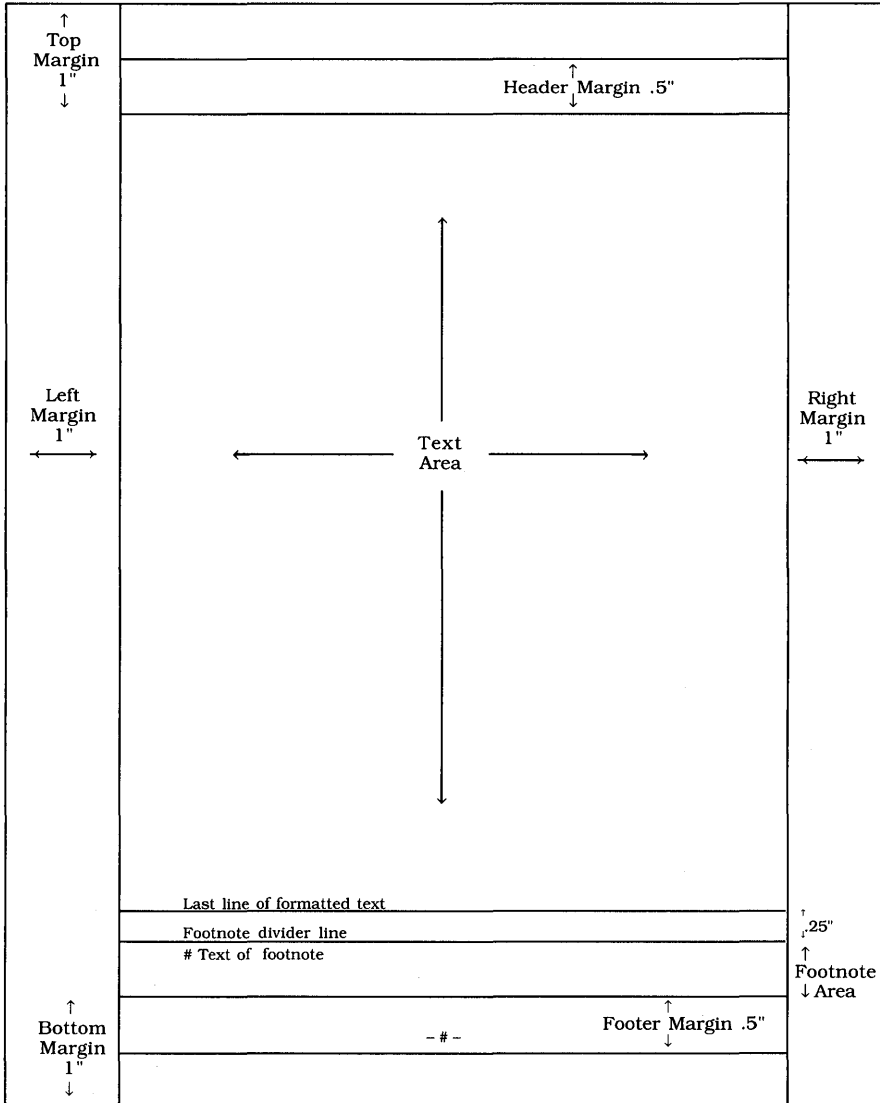 ↑
Top
Margin
1"
↓
↑
Header Margin .5"
↓
Left
Margin
1"
Text
Area
Right
Margin
1"
Last line of formatted text
.25"
Footnote divider line
# Text of footnote
↑
Footnote
↓ Area
↑
Bottom
Margin
1"
↓
↑
Footer Margin .5"
↓
– # –